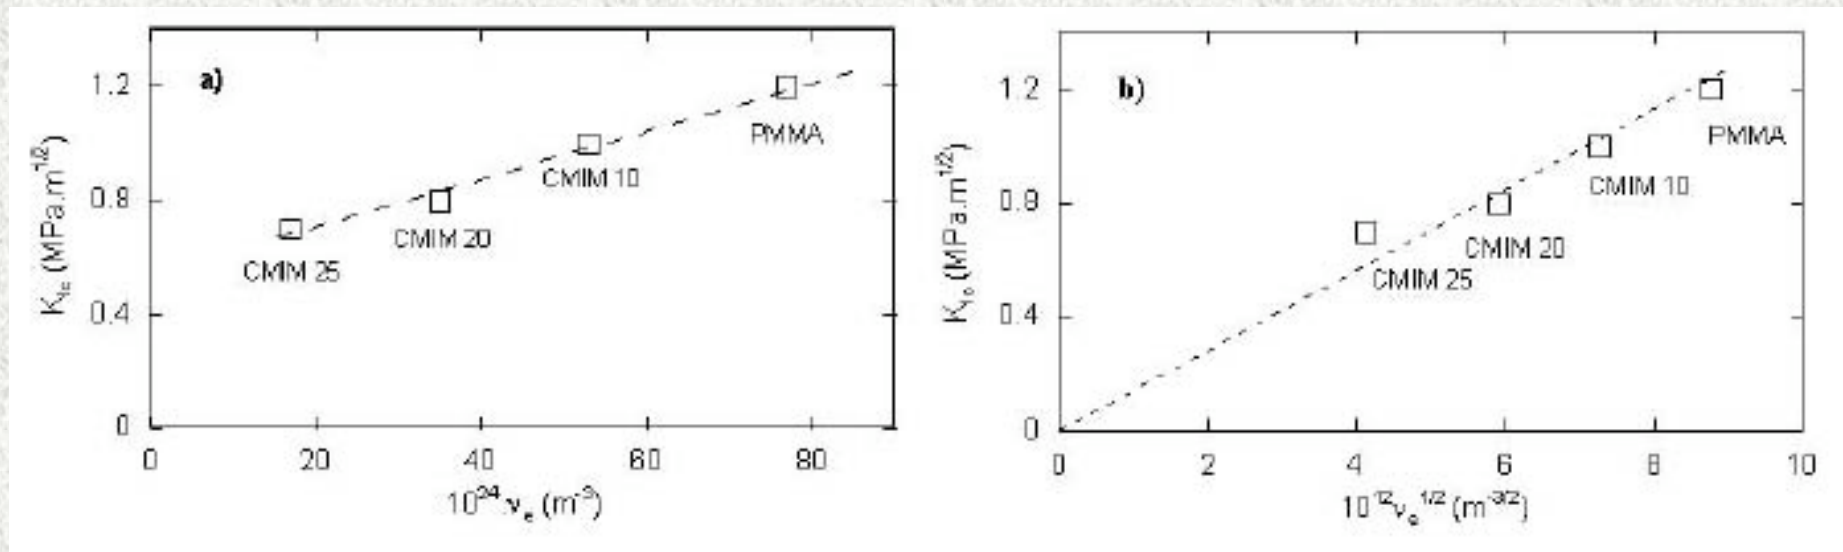 a)
1.2
0.8
0.4
0
K_Ic (MPa.m^1/2)
PMMA
CMIM 10
CMIM 20
CMIM 25
0 20 40 60 80
10^24 ν_e (m^-3)
b)
1.2
0.8
0.4
0
K_Ic (MPa.m^1/2)
PMMA
CMIM 10
CMIM 20
CMIM 25
0 2 4 6 8 10
10^12 ν_e^1/2 (m^-3/2)